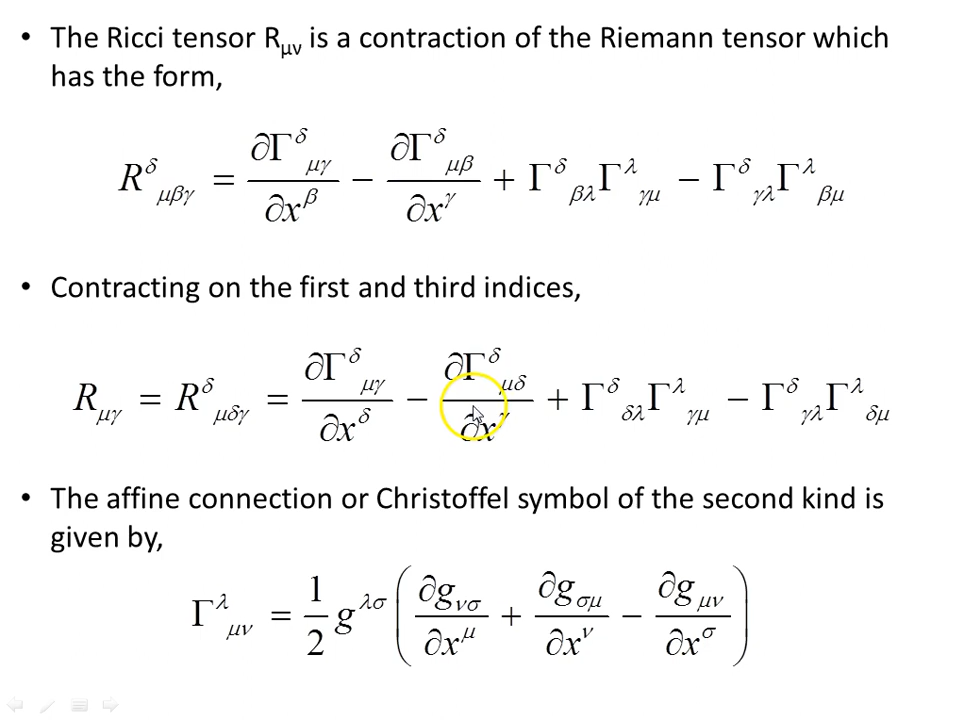 • The Ricci tensor R_μν is a contraction of the Riemann tensor which
has the form,
R^δ_μβγ = ∂Γ^δ_μγ/∂x^β − ∂Γ^δ_μβ/∂x^γ + Γ^δ_βλ Γ^λ_γμ − Γ^δ_γλ Γ^λ_βμ
• Contracting on the first and third indices,
R_μγ = R^δ_μδγ = ∂Γ^δ_μγ/∂x^δ − ∂Γ^δ_μδ/∂x^γ + Γ^δ_δλ Γ^λ_γμ − Γ^δ_γλ Γ^λ_δμ
• The affine connection or Christoffel symbol of the second kind is
given by,
Γ^λ_μν = 1/2 g^λσ (∂g_νσ/∂x^μ + ∂g_σμ/∂x^ν − ∂g_μν/∂x^σ)